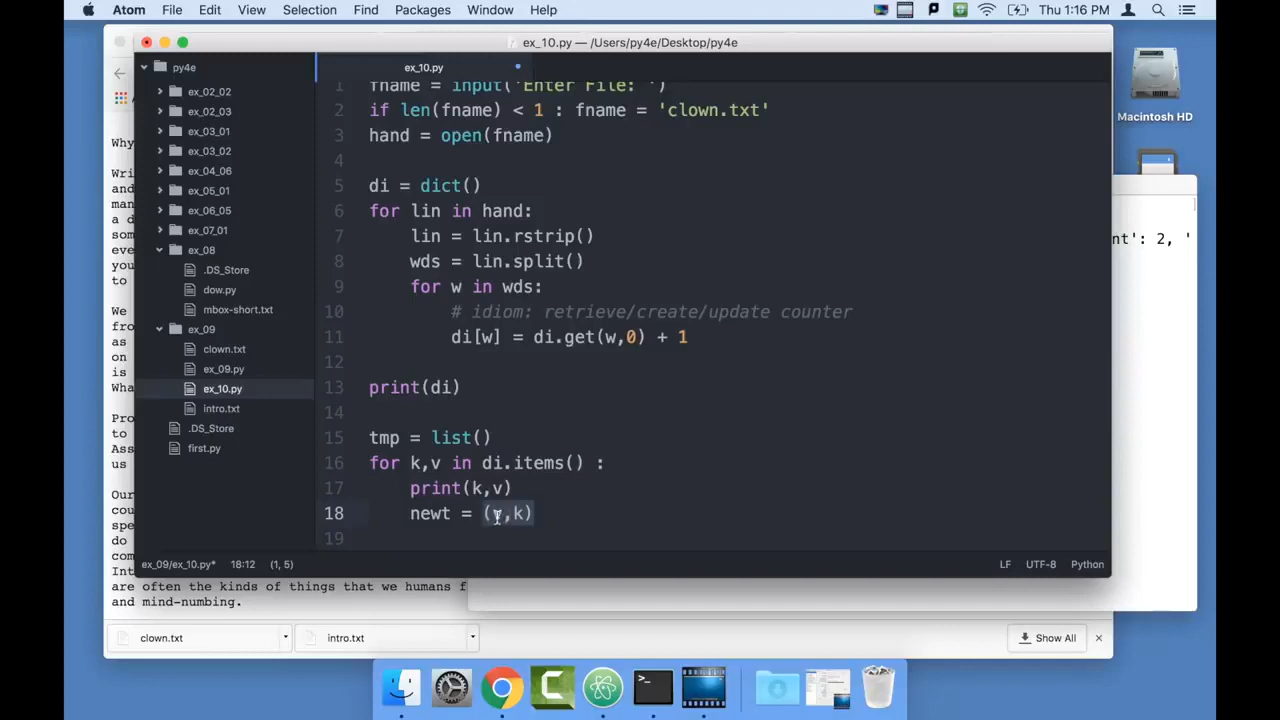 Atom File Edit View Selection Find Packages Window Help Thu 1:16 PM
ex_10.py — /Users/py4e/Desktop/py4e
py4e
ex_02_02
ex_02_03
ex_03_01
ex_03_02
ex_04_06
ex_05_01
ex_06_05
ex_07_01
ex_08
.DS_Store
dow.py
mbox-short.txt
ex_09
clown.txt
ex_09.py
ex_10.py
intro.txt
.DS_Store
first.py
ex_10.py
1 fname = input('Enter File: ')
2 if len(fname) < 1 : fname = 'clown.txt'
3 hand = open(fname)
4
5 di = dict()
6 for lin in hand:
7 lin = lin.rstrip()
8 wds = lin.split()
9 for w in wds:
10 # idiom: retrieve/create/update counter
11 di[w] = di.get(w,0) + 1
12
13 print(di)
14
15 tmp = list()
16 for k,v in di.items() :
17 print(k,v)
18 newt = (v,k)
19
ex_09/ex_10.py* 18:12 (1, 5) LF UTF-8 Python
Macintosh HD
nt': 2, '
Why
and
a d
som
eve
you
to
We
fro
as
on
is
Wha
to
Ass
us
Our
cou
spe
do
com
Int
are often the kinds of things that we humans f
and mind-numbing.
clown.txt intro.txt Show All